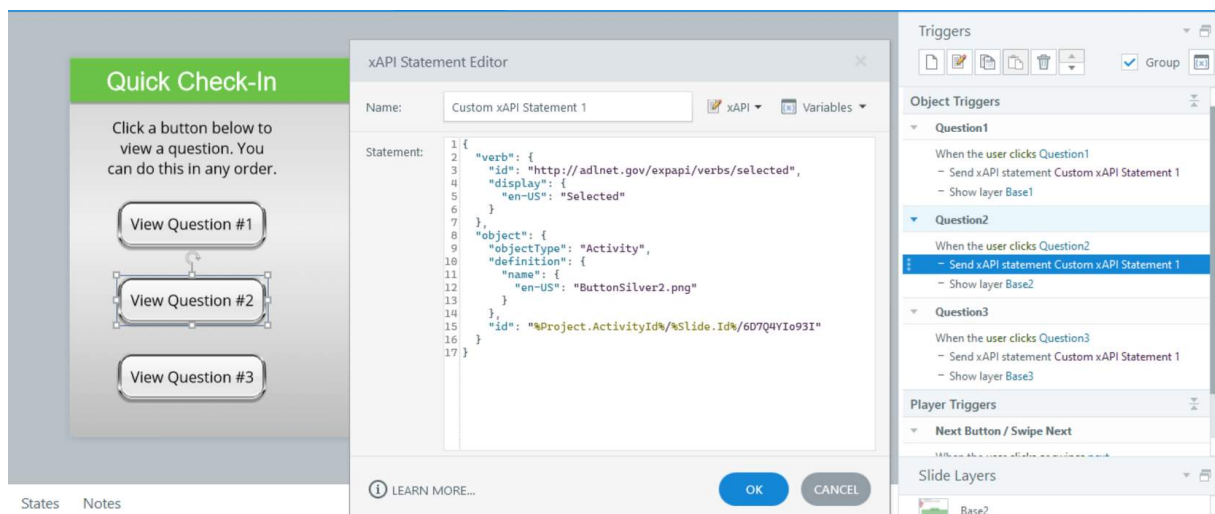 Quick Check-In
Click a button below to
view a question. You
can do this in any order.
View Question #1
View Question #2
View Question #3
States Notes
xAPI Statement Editor
Name: Custom xAPI Statement 1 xAPI Variables
Statement:
1 {
2 "verb": {
3 "id": "http://adlnet.gov/expapi/verbs/selected",
4 "display": {
5 "en-US": "Selected"
6 }
7 },
8 "object": {
9 "objectType": "Activity",
10 "definition": {
11 "name": {
12 "en-US": "ButtonSilver2.png"
13 }
14 },
15 "id": "%Project.ActivityId%/%Slide.Id%/6D7Q4YIo93I"
16 }
17 }
LEARN MORE... OK CANCEL
Triggers
Group
Object Triggers
Question1
When the user clicks Question1
- Send xAPI statement Custom xAPI Statement 1
- Show layer Base1
Question2
When the user clicks Question2
- Send xAPI statement Custom xAPI Statement 1
- Show layer Base2
Question3
When the user clicks Question3
- Send xAPI statement Custom xAPI Statement 1
- Show layer Base3
Player Triggers
Next Button / Swipe Next
When the user clicks or swipes next
Slide Layers
Base2